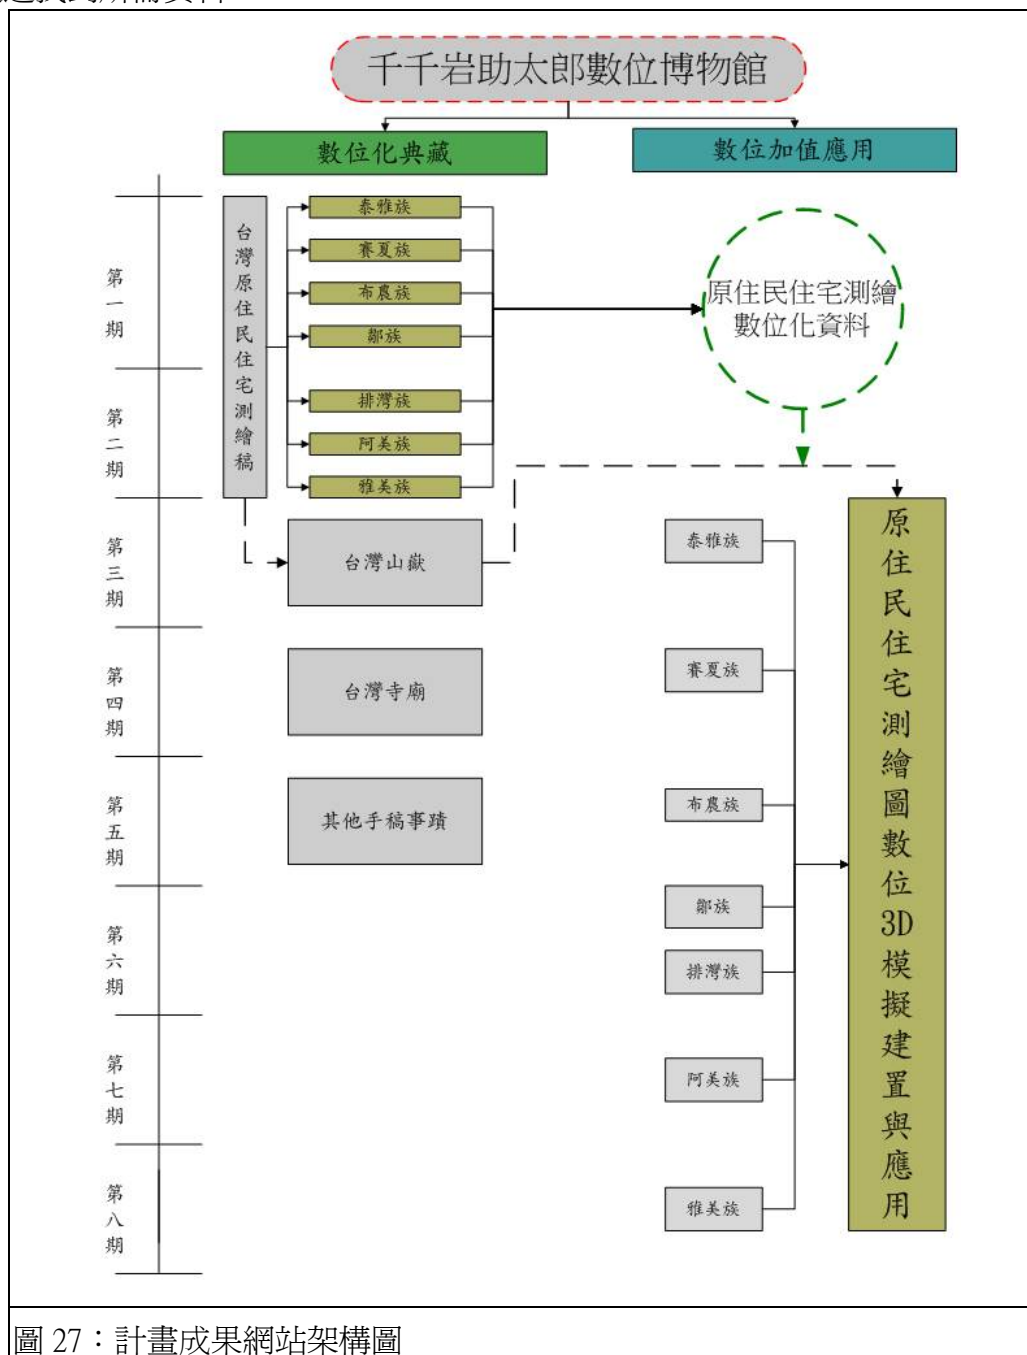 千千岩助太郎數位博物館
數位化典藏
數位加值應用
第一期
第二期
第三期
第四期
第五期
第六期
第七期
第八期
台灣原住民住宅測繪稿
泰雅族
賽夏族
布農族
鄒族
排灣族
阿美族
雅美族
原住民住宅測繪
數位化資料
台灣山嶽
台灣寺廟
其他手稿事蹟
泰雅族
賽夏族
布農族
鄒族
排灣族
阿美族
雅美族
原住民住宅測繪圖數位3D模擬建置與應用
圖 27：計畫成果網站架構圖